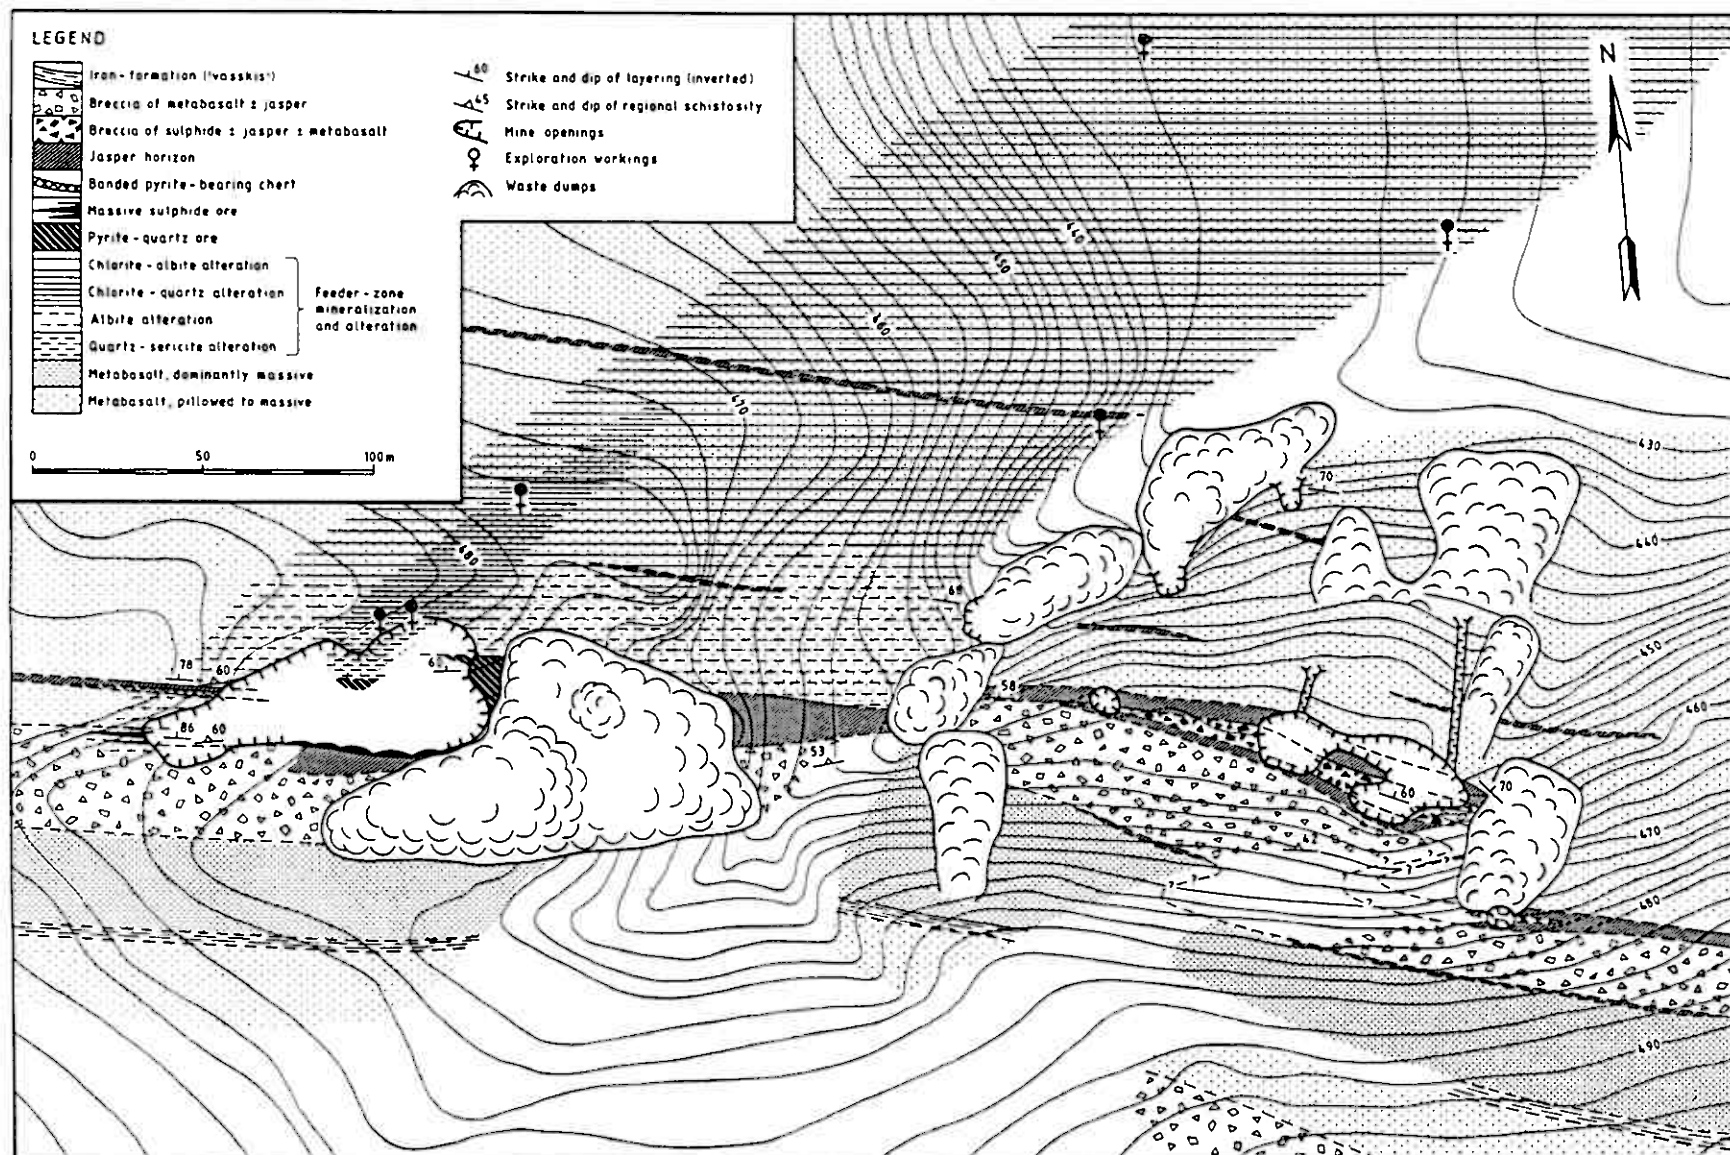 LEGEND
Iron-formation ("vasskis")
Breccia of metabasalt ± jasper
Breccia of sulphide ± jasper ± metabasalt
Jasper horizon
Banded pyrite-bearing chert
Massive sulphide ore
Pyrite-quartz ore
Chlorite-albite alteration
Chlorite-quartz alteration
Albite alteration
Quartz-sericite alteration
Feeder-zone
mineralization
and alteration
Metabasalt, dominantly massive
Metabasalt, pillowed to massive
0 50 100m
60 Strike and dip of layering (inverted)
45 Strike and dip of regional schistosity
Mine openings
Exploration workings
Waste dumps
N
440
450
460
470
430
70
440
480
68
78
60
450
58
460
86
60
53
60
70
470
42
? ? ?
? ?
?
480
490